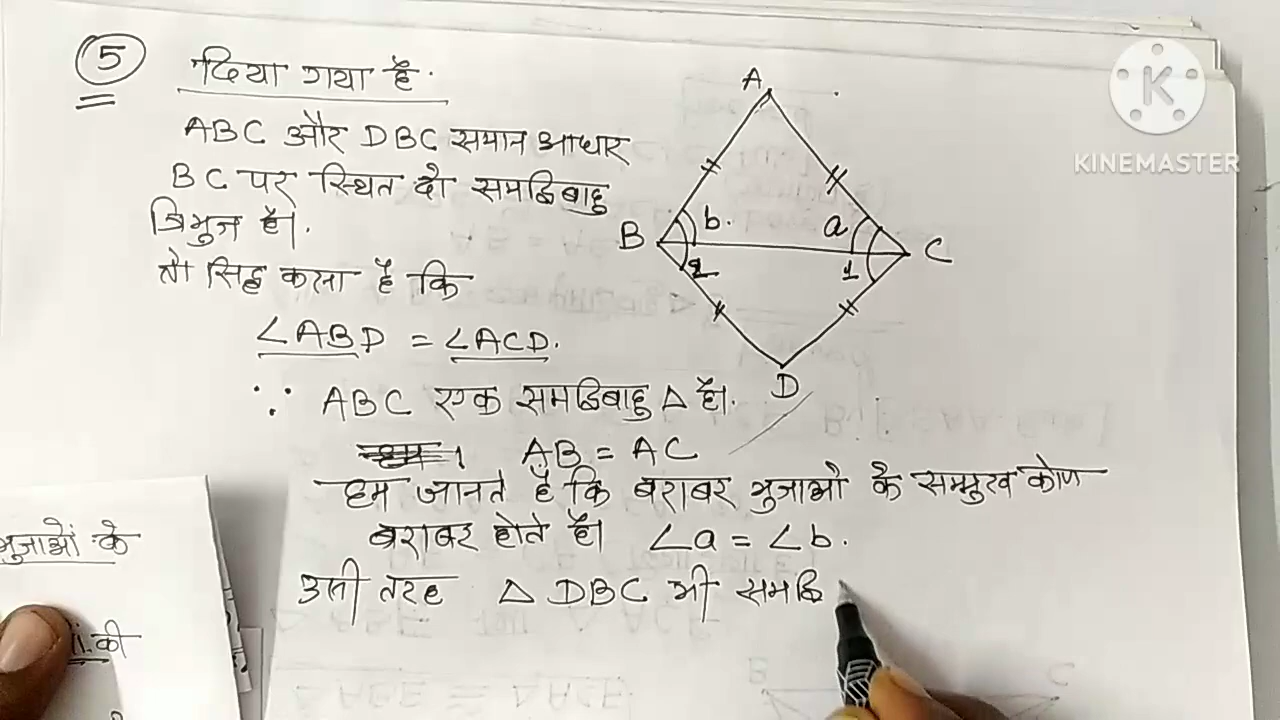 5
दिया गया है.
ABC और DBC समान आधार
BC पर स्थित दो समद्विबाहु
त्रिभुज है।.
तो सिद्ध करना है कि
∠ABD = ∠ACD.
∵ ABC एक समद्विबाहु △ है।.
AB = AC
हम जानते है कि बराबर भुजाओ के सम्मुख कोण
बराबर होते है। ∠a = ∠b.
उसी तरह △ DBC भी समद्वि
A
B
b.
a
C
2
1
D
K
KINEMASTER
भुजाओं के
की